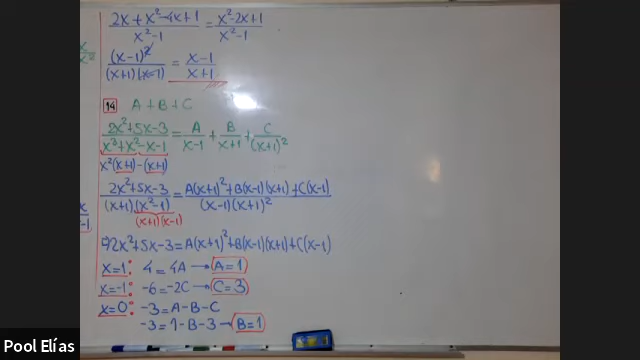 2x + x² - 4x + 1 / x² - 1 = x² - 2x + 1 / x² - 1
(x-1)² / (x+1)(x-1) = x-1 / x+1
14 A + B + C
2x² + 5x - 3 / x³ + x² - x - 1 = A / x-1 + B / x+1 + C / (x+1)²
x²(x+1) - (x+1)
2x² + 5x - 3 / (x+1)(x²-1) = A(x+1)² + B(x-1)(x+1) + C(x-1) / (x-1)(x+1)²
(x+1)(x-1)
2x² + 5x - 3 = A(x+1)² + B(x-1)(x+1) + C(x-1)
x=1: 4 = 4A → A=1
x=-1: -6 = -2C → C=3
x=0: -3 = A - B - C
-3 = 1 - B - 3 → B=1
Pool Elías